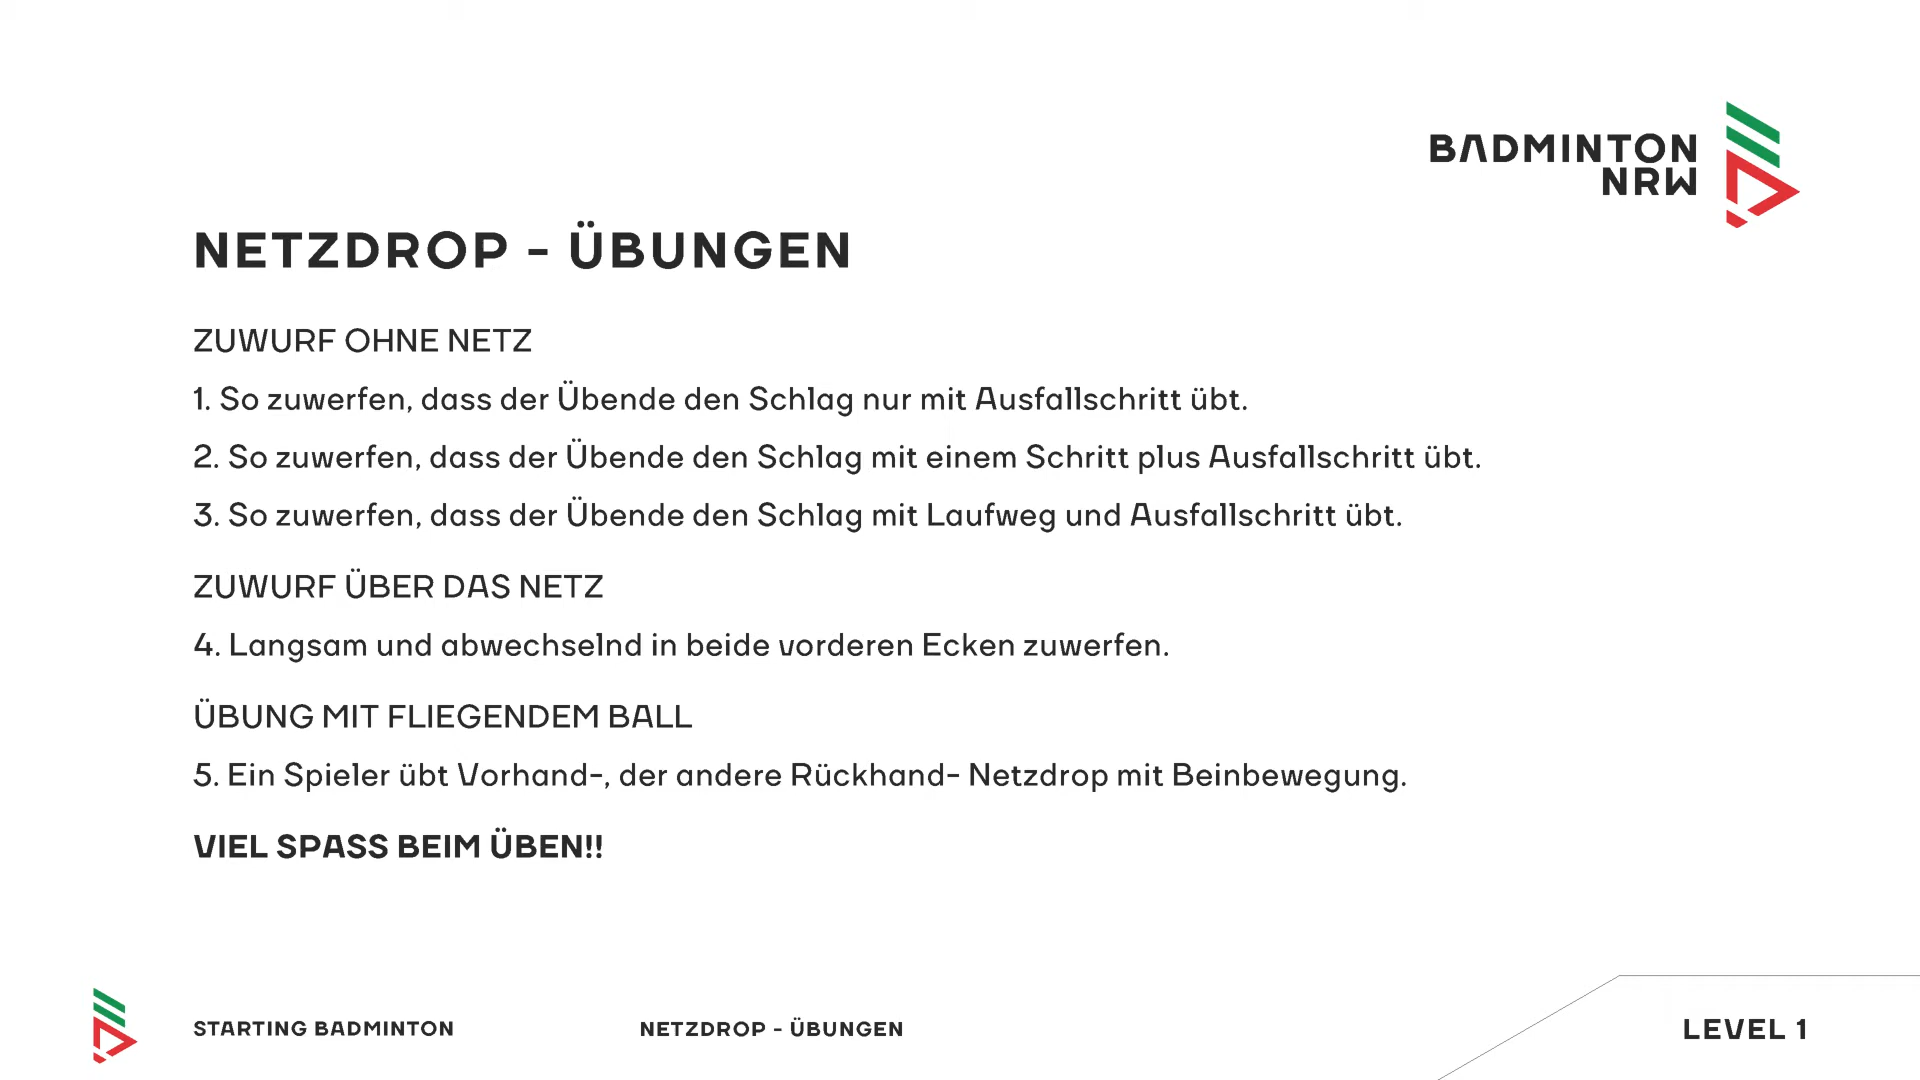 BADMINTON
NRW
NETZDROP - ÜBUNGEN
ZUWURF OHNE NETZ
1. So zuwerfen, dass der Übende den Schlag nur mit Ausfallschritt übt.
2. So zuwerfen, dass der Übende den Schlag mit einem Schritt plus Ausfallschritt übt.
3. So zuwerfen, dass der Übende den Schlag mit Laufweg und Ausfallschritt übt.
ZUWURF ÜBER DAS NETZ
4. Langsam und abwechselnd in beide vorderen Ecken zuwerfen.
ÜBUNG MIT FLIEGENDEM BALL
5. Ein Spieler übt Vorhand-, der andere Rückhand- Netzdrop mit Beinbewegung.
VIEL SPASS BEIM ÜBEN!!
STARTING BADMINTON
NETZDROP - ÜBUNGEN
LEVEL 1